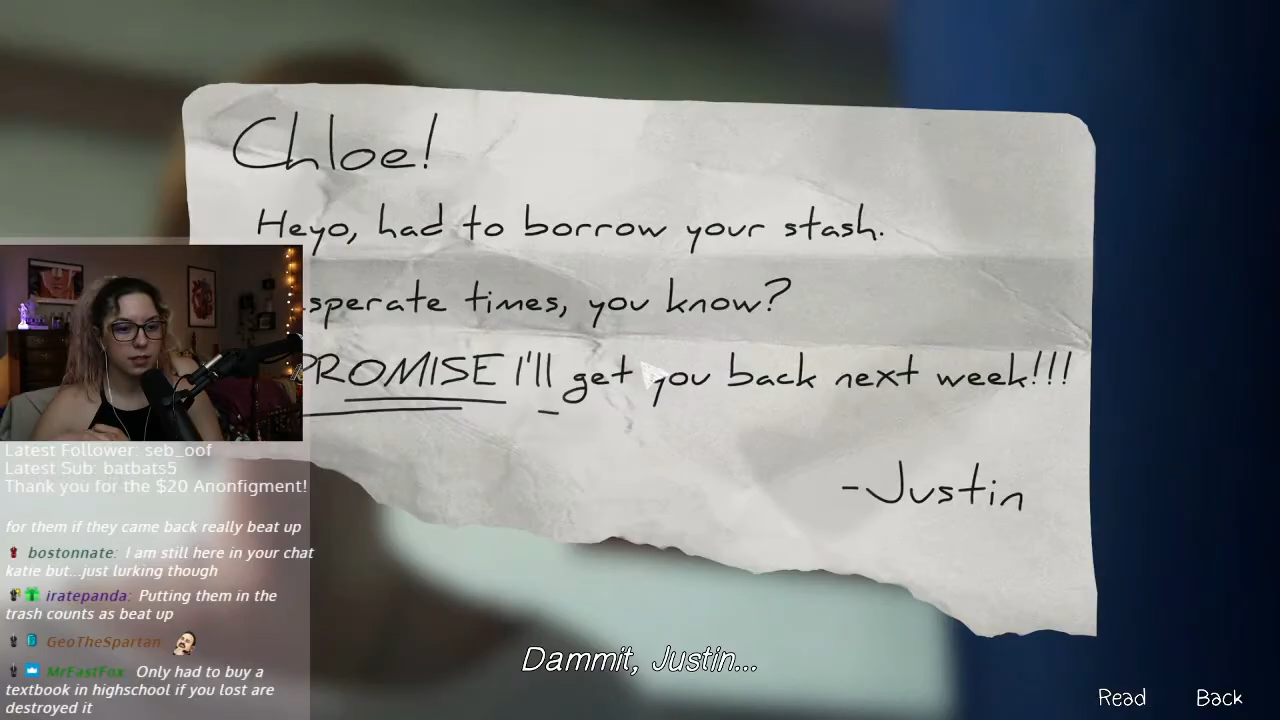 Chloe!
Heyo, had to borrow your stash.
sperate times, you know?
PROMISE I'll get you back next week!!!
-Justin
Latest Follower: seb_oof
Latest Sub: batbats5
Thank you for the $20 Anonfigment!
for them if they came back really beat up
bostonnate: I am still here in your chat
katie but...just lurking though
iratepanda: Putting them in the
trash counts as beat up
GeoTheSpartan:
MrEastFox: Only had to buy a
textbook in highschool if you lost are
destroyed it
Dammit, Justin...
Read Back